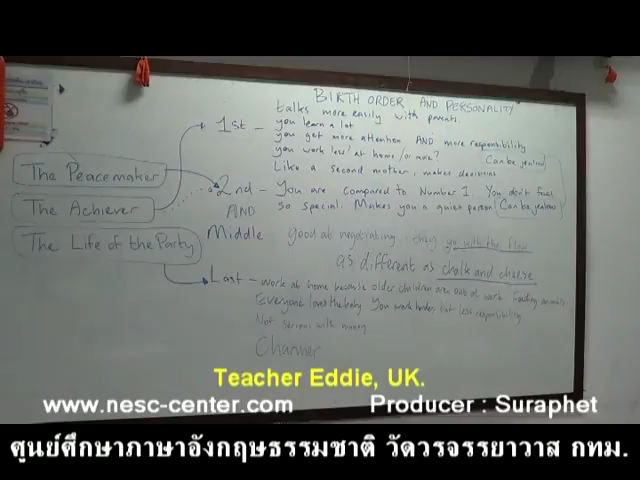 BIRTH ORDER AND PERSONALITY
talks more easily with parents.
1st – you learn a lot
you get more attention AND more responsibility
you work less at home / or more?
(Can be jealous)
Like a second mother, makes decisions
The Peacemaker
The Achiever
The Life of the Party
2nd – You are compared to Number 1. You don't feel
AND so special. Makes you a quiet person (Can be jealous)
Middle Good at negotiating – they go with the flow
as different as chalk and cheese
Last – work at home because older children are out at work
Everyone loves the baby You work harder but less responsibility
Not serious with money
Charmer
Teacher Eddie, UK.
www.nesc-center.com Producer : Suraphet
ศูนย์ศึกษาภาษาอังกฤษธรรมชาติ วัดวรจรรยาวาส กทม.